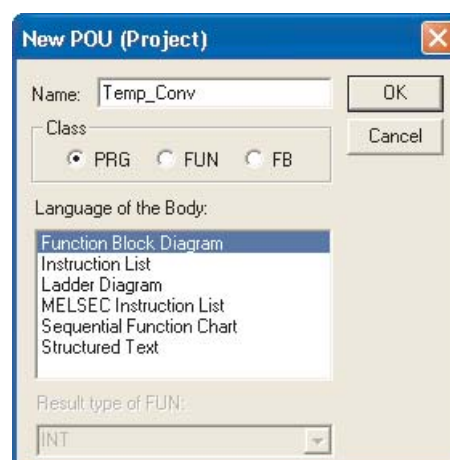 New POU (Project)
Name: Temp_Conv OK
Class Cancel
PRG FUN FB
Language of the Body:
Function Block Diagram
Instruction List
Ladder Diagram
MELSEC Instruction List
Sequential Function Chart
Structured Text
Result type of FUN:
INT